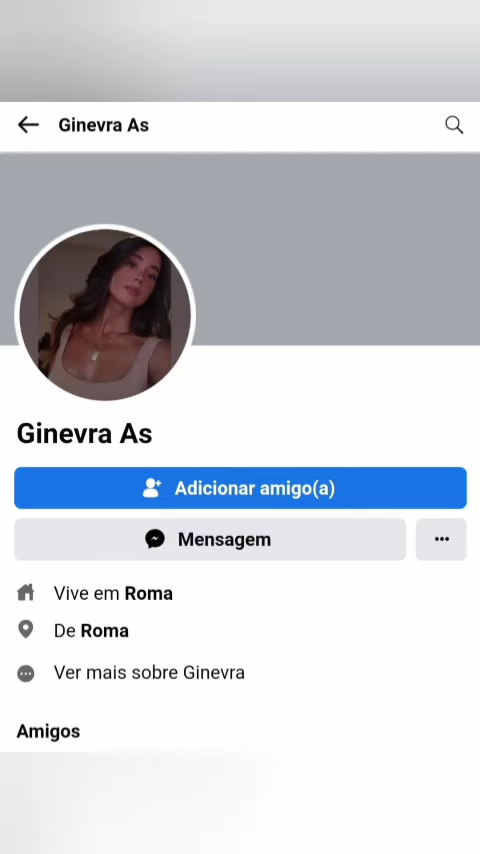 Ginevra As
Ginevra As
Adicionar amigo(a)
Mensagem
Vive em Roma
De Roma
Ver mais sobre Ginevra
Amigos